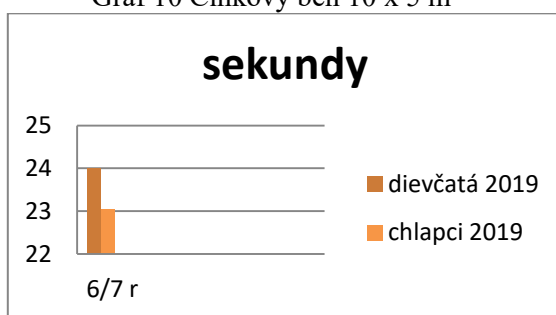 Graf 10 Člnkový beh 10 x 5 m
sekundy
25
24
23
22
6/7 r
dievčatá 2019
chlapci 2019